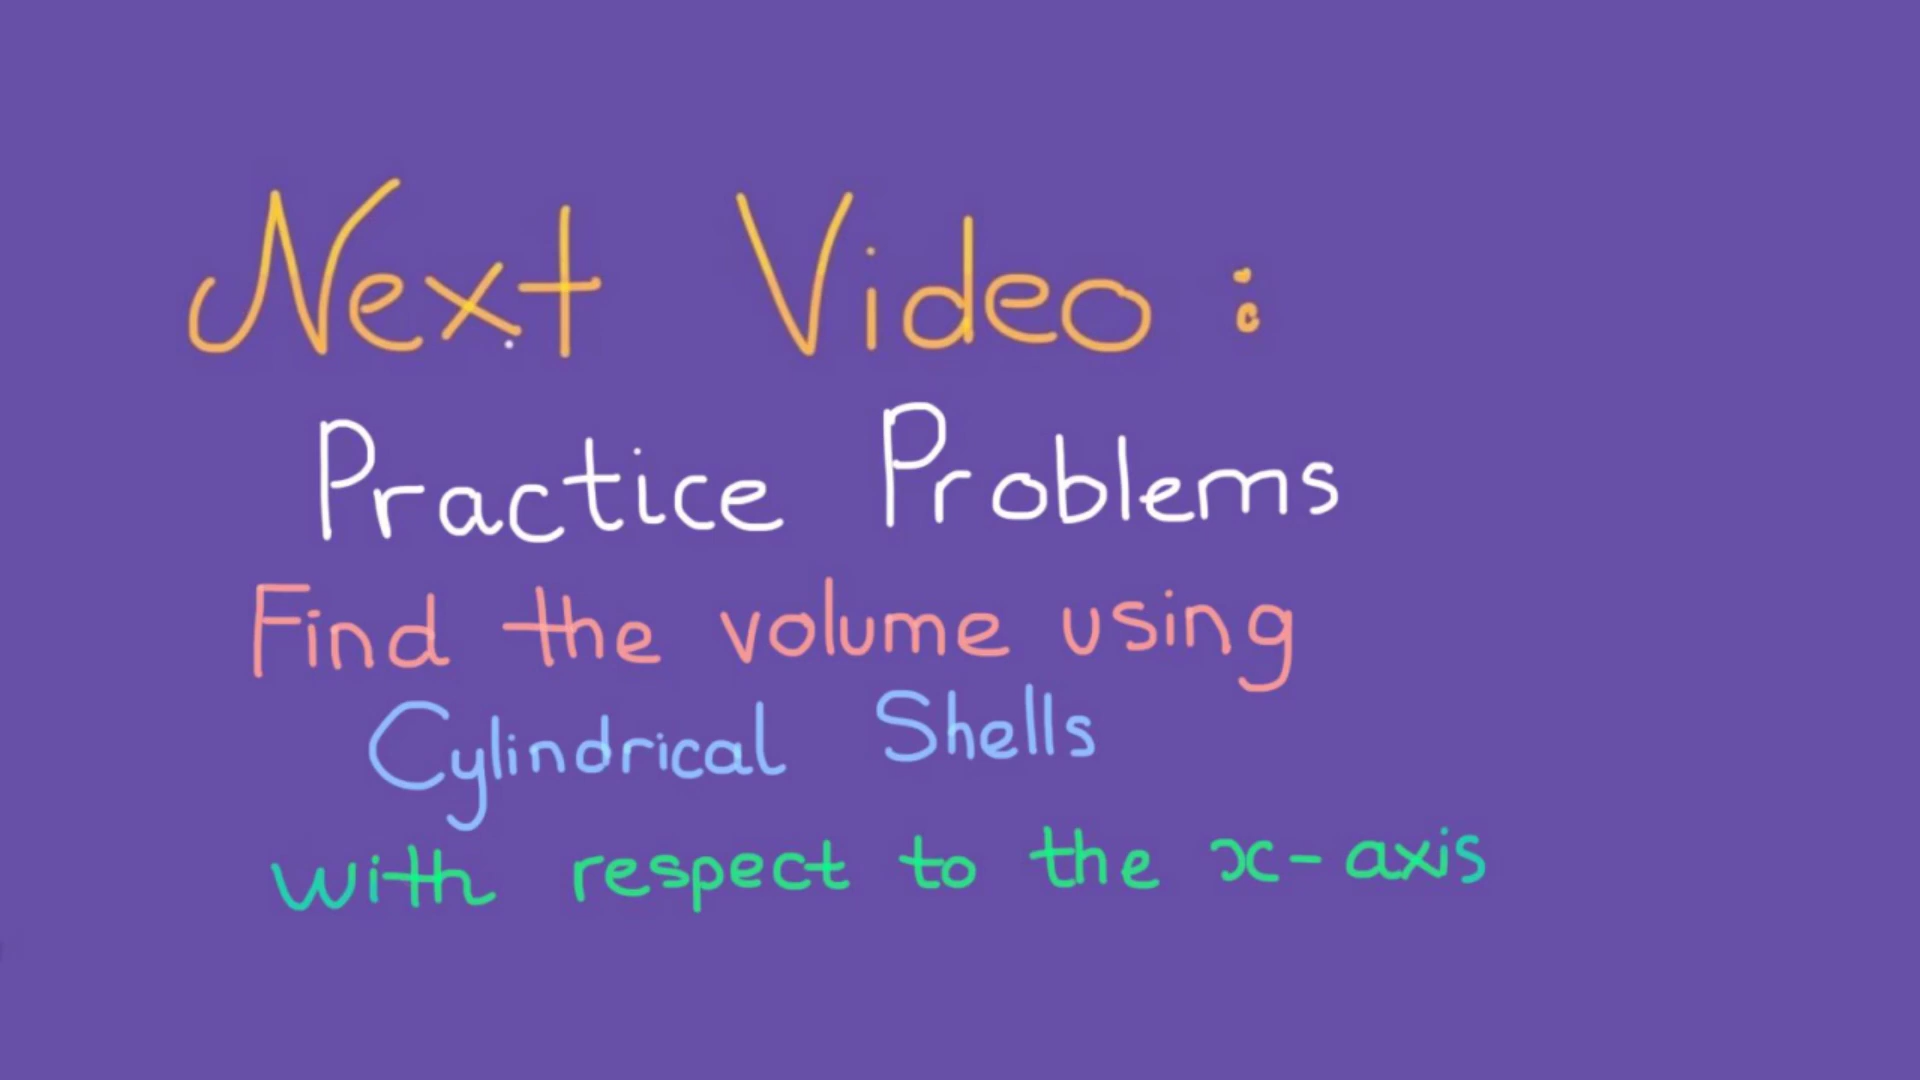 Next Video :
Practice Problems
Find the volume using
Cylindrical Shells
with respect to the x-axis